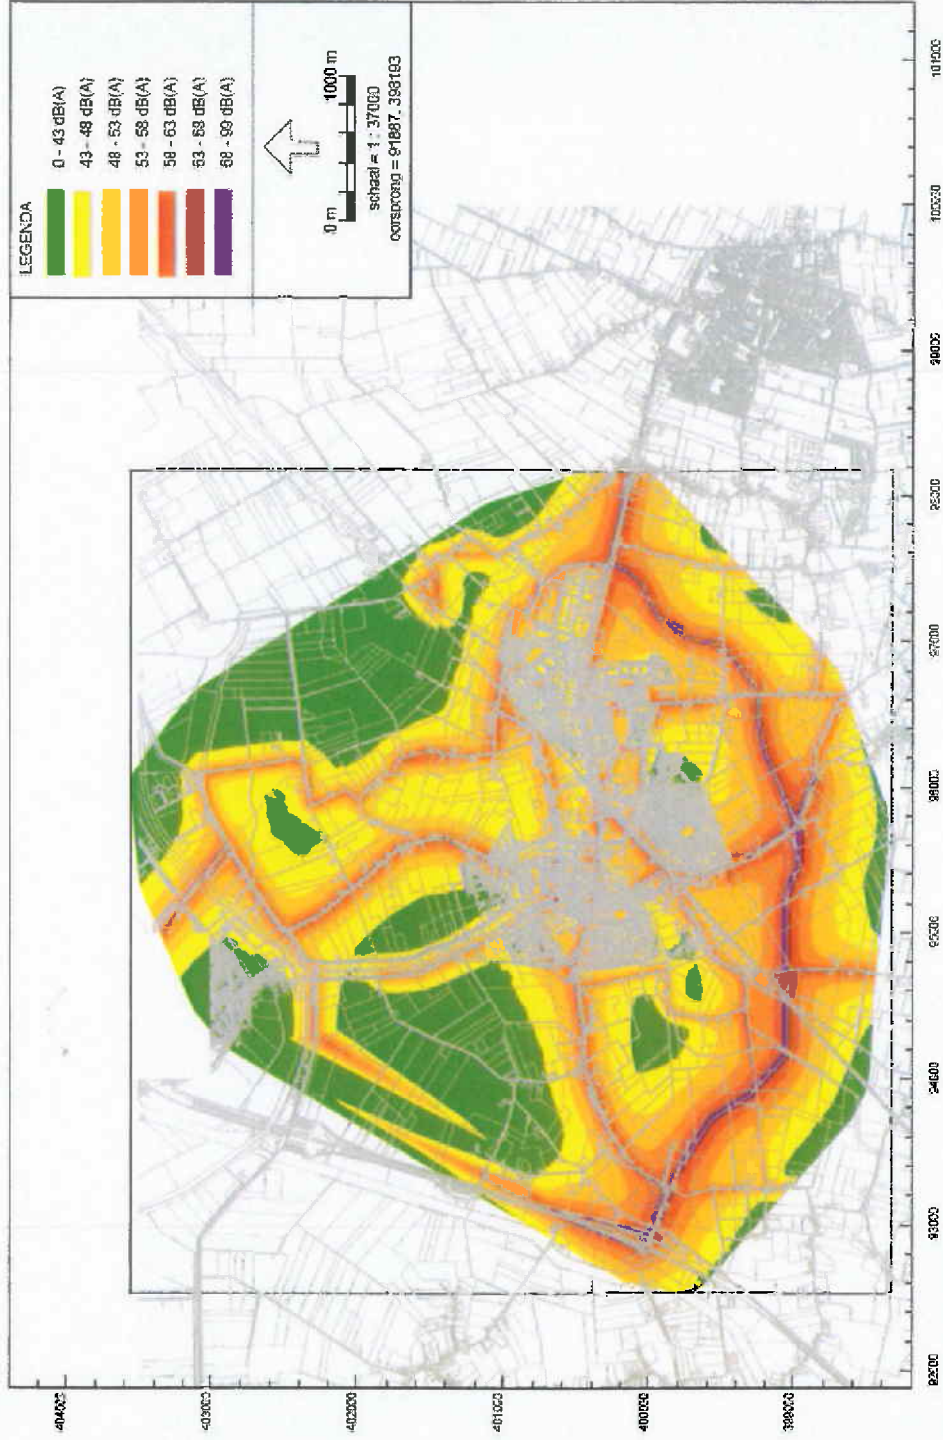 LEGENDA
0 - 43 dB(A)
43 - 48 dB(A)
48 - 53 dB(A)
53 - 58 dB(A)
58 - 63 dB(A)
63 - 68 dB(A)
68 - 99 dB(A)
0 m
1000 m
schaal = 1 : 37000
oorsprong = 91887, 398193
404000
403000
402000
401000
400000
399000
92000
93000
94000
95000
96000
97000
98000
99000
100000
101000